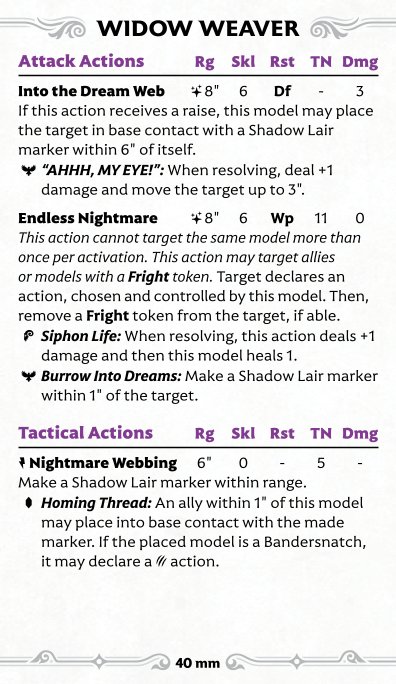 WIDOW WEAVER
Attack Actions Rg Skl Rst TN Dmg
Into the Dream Web 8" 6 Df - 3
If this action receives a raise, this model may place
the target in base contact with a Shadow Lair
marker within 6" of itself.
“AHHH, MY EYE!”: When resolving, deal +1
damage and move the target up to 3".
Endless Nightmare 8" 6 Wp 11 0
This action cannot target the same model more than
once per activation. This action may target allies
or models with a Fright token. Target declares an
action, chosen and controlled by this model. Then,
remove a Fright token from the target, if able.
Siphon Life: When resolving, this action deals +1
damage and then this model heals 1.
Burrow Into Dreams: Make a Shadow Lair marker
within 1" of the target.
Tactical Actions Rg Skl Rst TN Dmg
Nightmare Webbing 6" 0 - 5 -
Make a Shadow Lair marker within range.
Homing Thread: An ally within 1" of this model
may place into base contact with the made
marker. If the placed model is a Bandersnatch,
it may declare a action.
40 mm